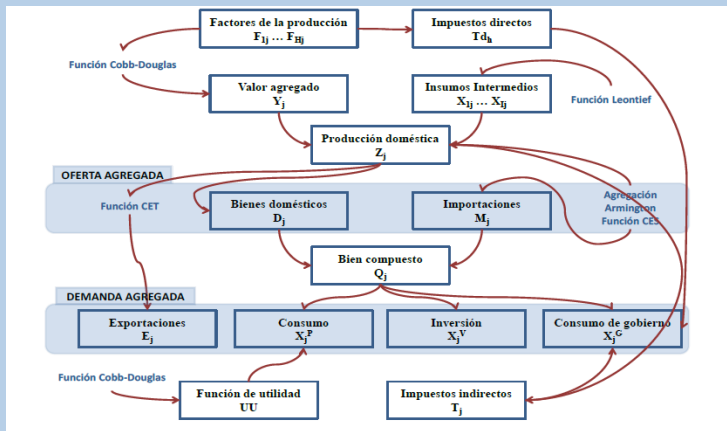 Factores de la producción
F1j ... FHj
Impuestos directos
Tdh
Función Cobb-Douglas
Valor agregado
Yj
Insumos Intermedios
X1j ... XIj
Función Leontief
Producción doméstica
Zj
OFERTA AGREGADA
Función CET
Bienes domésticos
Dj
Importaciones
Mj
Agregación
Armington
Función CES
Bien compuesto
Qj
DEMANDA AGREGADA
Exportaciones
Ej
Consumo
XjP
Inversión
XjV
Consumo de gobierno
XjG
Función Cobb-Douglas
Función de utilidad
UU
Impuestos indirectos
Tj